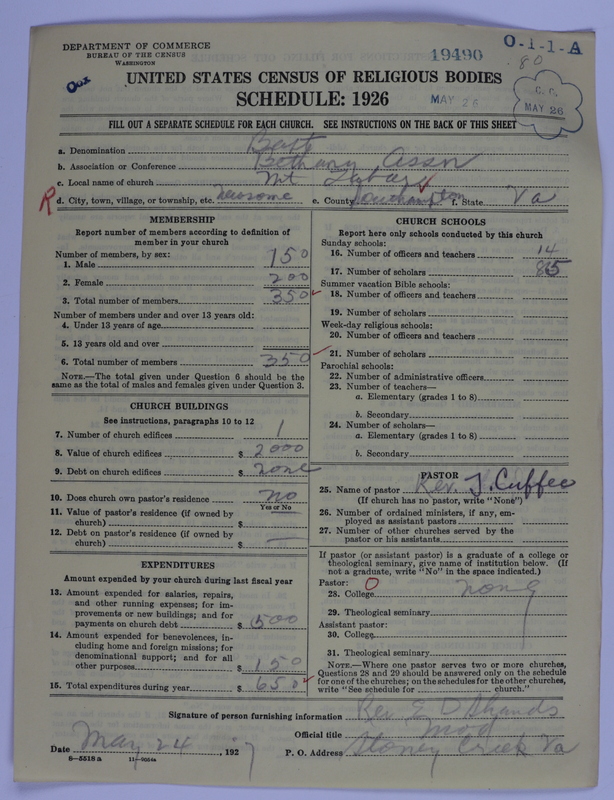 DEPARTMENT OF COMMERCE
BUREAU OF THE CENSUS
WASHINGTON
19490
O-1-1-A
80
MAY 26
C. C.
MAY 26
UNITED STATES CENSUS OF RELIGIOUS BODIES
SCHEDULE: 1926
FILL OUT A SEPARATE SCHEDULE FOR EACH CHURCH. SEE INSTRUCTIONS ON THE BACK OF THIS SHEET
a. Denomination Bapt
b. Association or Conference Bethany Assn
c. Local name of church Mt Zabar
R d. City, town, village, or township, etc. Newsome e. County Southampton f. State Va
MEMBERSHIP
Report number of members according to definition of
member in your church
Number of members, by sex:
1. Male 150
2. Female 200
3. Total number of members 350
Number of members under and over 13 years old:
4. Under 13 years of age
5. 13 years old and over
6. Total number of members 350
NOTE.—The total given under Question 6 should be the
same as the total of males and females given under Question 3.
CHURCH BUILDINGS
See instructions, paragraphs 10 to 12
7. Number of church edifices 1
8. Value of church edifices $ 2000
9. Debt on church edifices $ none
10. Does church own pastor's residence no
Yes or No
11. Value of pastor's residence (if owned by
church) $ —
12. Debt on pastor's residence (if owned by
church) $ —
EXPENDITURES
Amount expended by your church during last fiscal year
13. Amount expended for salaries, repairs,
and other running expenses; for im-
provements or new buildings; and for
payments on church debt $ 500
14. Amount expended for benevolences, in-
cluding home and foreign missions; for
denominational support; and for all
other purposes $ 150
15. Total expenditures during year $ 650
CHURCH SCHOOLS
Report here only schools conducted by this church
Sunday schools:
16. Number of officers and teachers 14
17. Number of scholars 85
Summer vacation Bible schools:
18. Number of officers and teachers
19. Number of scholars
Week-day religious schools:
20. Number of officers and teachers
21. Number of scholars
Parochial schools:
22. Number of administrative officers
23. Number of teachers—
a. Elementary (grades 1 to 8)
b. Secondary
24. Number of scholars—
a. Elementary (grades 1 to 8)
b. Secondary
PASTOR
25. Name of pastor Rev. J. Cuffee
(If church has no pastor, write "None")
26. Number of ordained ministers, if any, em-
ployed as assistant pastors
27. Number of other churches served by the
pastor or his assistants
If pastor (or assistant pastor) is a graduate of a college or
theological seminary, give name of institution below. (If
not a graduate, write "No" in the space indicated.)
Pastor: O
28. College none
29. Theological seminary
Assistant pastor:
30. College
31. Theological seminary
NOTE.—Where one pastor serves two or more churches,
Questions 28 and 29 should be answered only on the schedule
for one of the churches; on the schedules for the other churches,
write "See schedule for church."
Signature of person furnishing information Rev. E D Shands
Official title Mod
Date May 24, 1927 P. O. Address Stoney Creek Va
8—5518 a